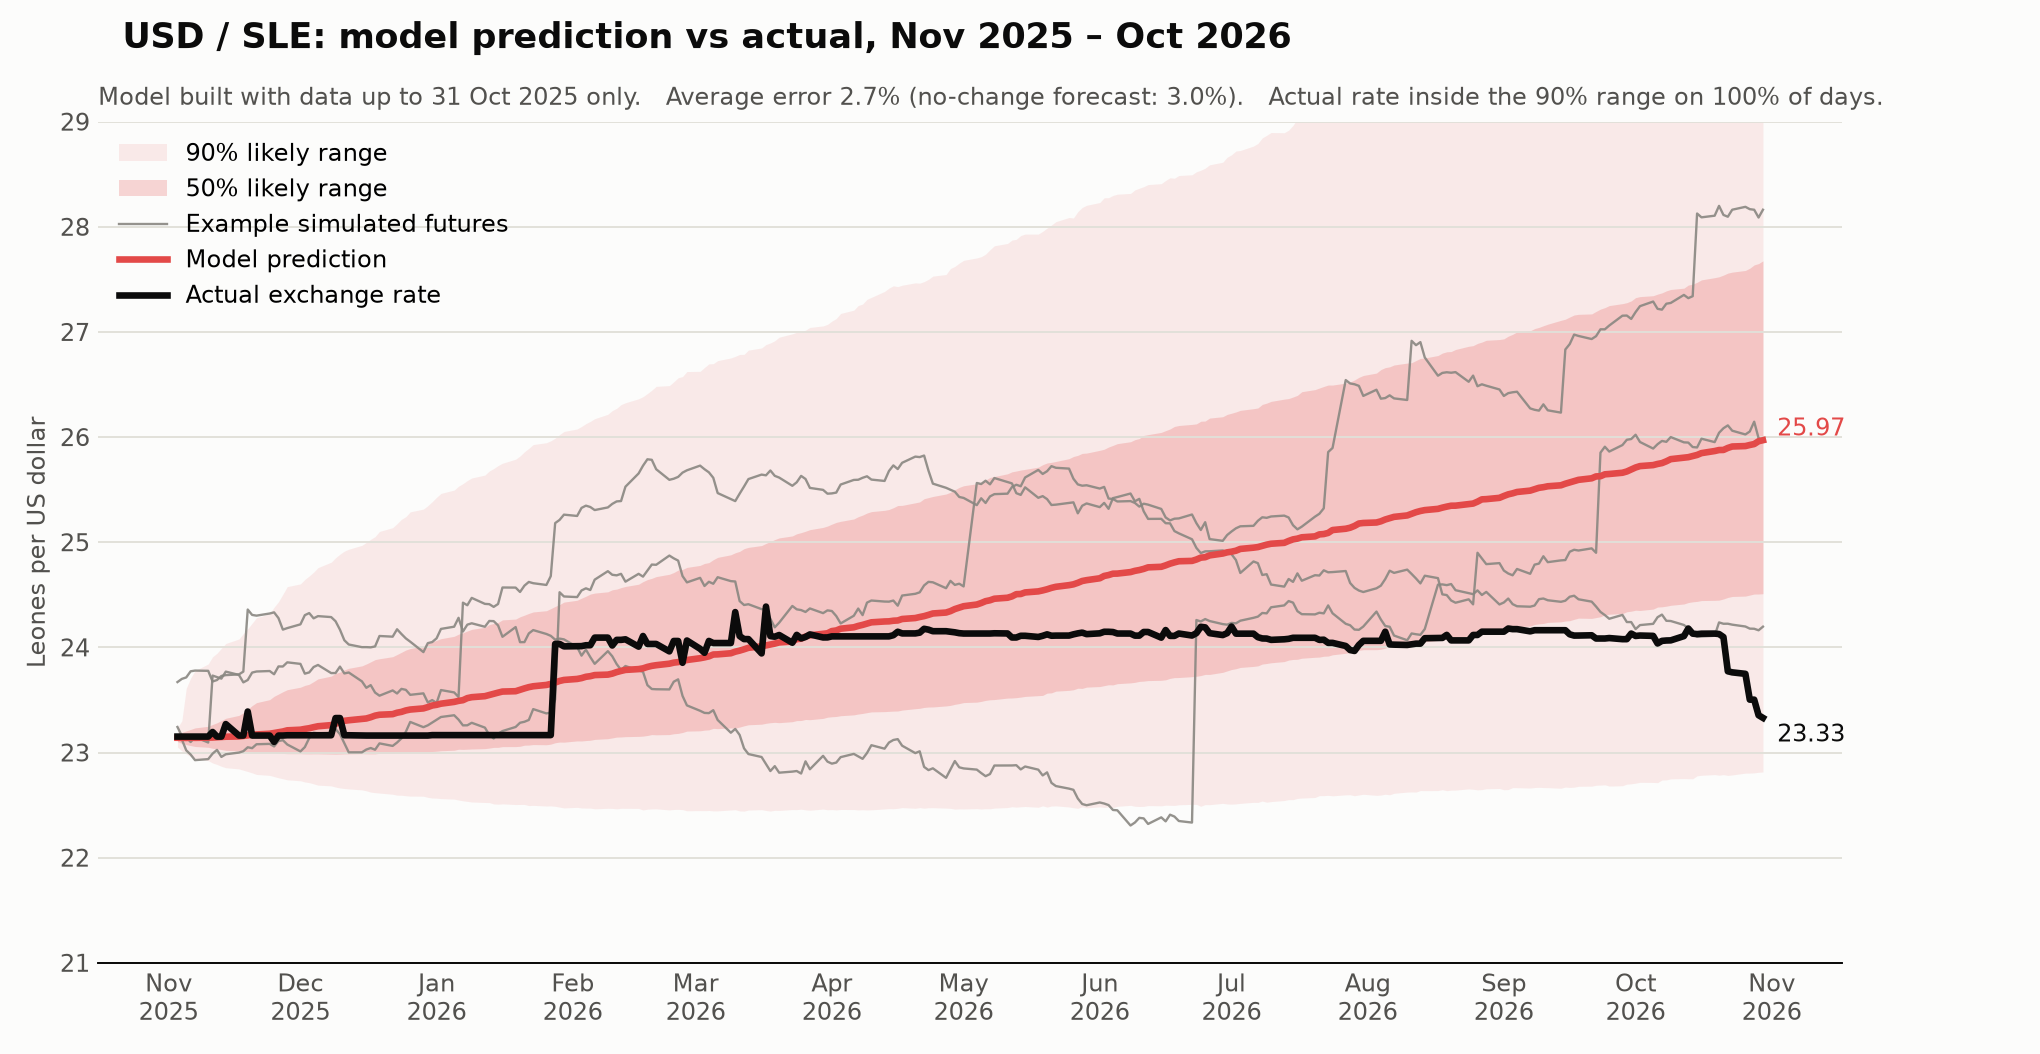 USD / SLE: model prediction vs actual, Nov 2025 – Oct 2026
Model built with data up to 31 Oct 2025 only. Average error 2.7% (no-change forecast: 3.0%). Actual rate inside the 90% range on 100% of days.
Leones per US dollar
29
28
27
26
25
24
23
22
21
90% likely range
50% likely range
Example simulated futures
Model prediction
Actual exchange rate
25.97
23.33
Nov Dec Jan Feb Mar Apr May Jun Jul Aug Sep Oct Nov
2025 2025 2026 2026 2026 2026 2026 2026 2026 2026 2026 2026 2026